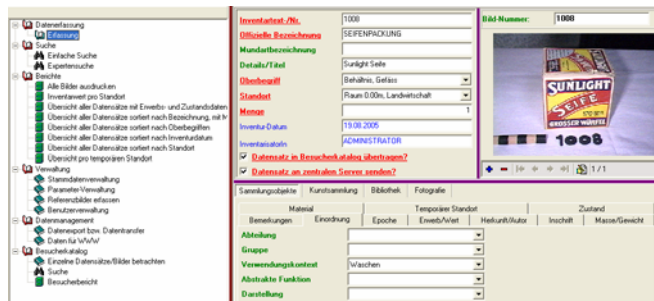 Datenerfassung
Erfassung
Suche
Einfache Suche
Expertensuche
Berichte
Alle Bilder ausdrucken
Inventarwert pro Standort
Übersicht aller Datensätze mit Erwerbs- und Zustandsdaten
Übersicht aller Datensätze sortiert nach Bezeichnung, mit M
Übersicht aller Datensätze sortiert nach Oberbegriffen
Übersicht aller Datensätze sortiert nach Inventurdatum
Übersicht aller Datensätze sortiert nach Standort
Übersicht pro temporären Standort
Verwaltung
Stammdatenverwaltung
Parameter-Verwaltung
Referenzbilder erfassen
Benutzerverwaltung
Datenmanagement
Datenexport bzw. Datentransfer
Daten für WWW
Besucherkatalog
Einzelne Datensätze/Bilder betrachten
Suche
Besucherbericht
Inventartext-/Nr. 1008
Offizielle Bezeichnung SEIFENPACKUNG
Mundartbezeichnung
Details/Titel Sunlight Seife
Oberbegriff Behältnis, Gefäss
Standort Raum 0.00m, Landwirtschaft
Menge 1
Inventur-Datum 19.08.2005
InventarisatorIn ADMINISTRATOR
Datensatz in Besucherkatalog übertragen?
Datensatz an zentralen Server senden?
Bild-Nummer: 1008
SUNLIGHT
SEIFE
GROSSER WÜRFEL
1008
1/1
Sammlungsobjekte Kunstsammlung Bibliothek Fotografie
Material Temporärer Standort Zustand
Bemerkungen Einordnung Epoche Erwerb/Wert Herkunft/Autor Inschrift Masse/Gewicht
Abteilung
Gruppe
Verwendungskontext Waschen
Abstrakte Funktion
Darstellung